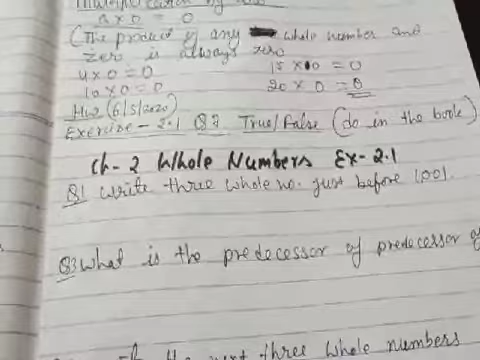 a x 0 = 0
(The product of any whole number and
zero is always zero
4 x 0 = 0 15 x 0 = 0
10 x 0 = 0 20 x 0 = 0
H.W (6/5/2020)
Exercise - 2.1 Q 8 True/False (do in the book)
Ch - 2 Whole Numbers Ex - 2.1
Q1 Write three whole no. just before 1001.
Q3 What is the predecessor of predecessor of
the next three whole numbers